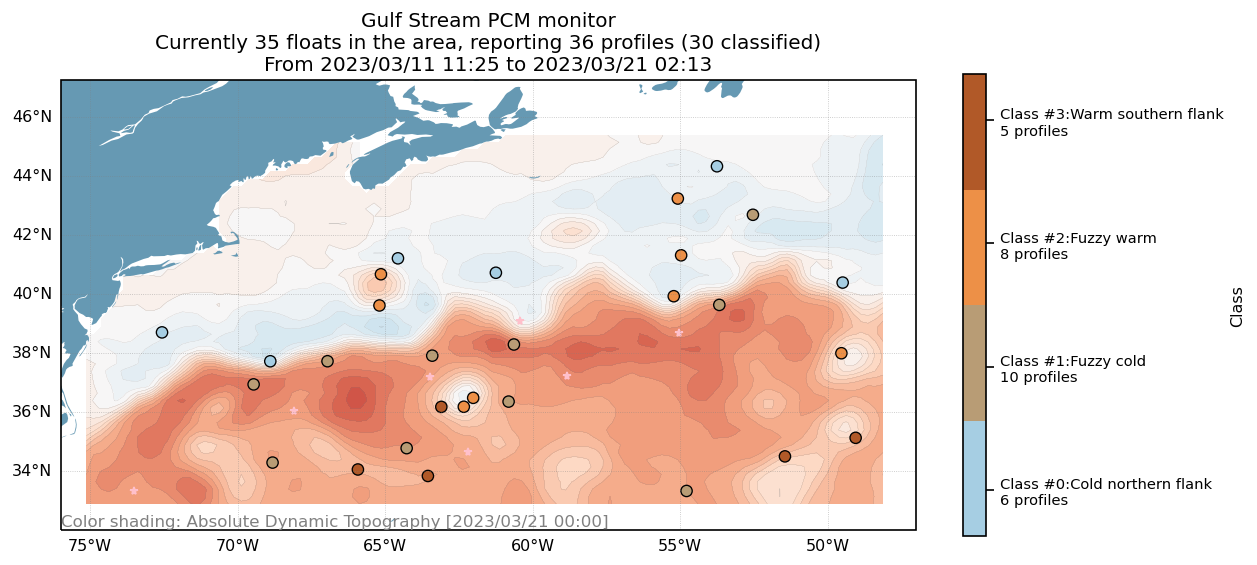 Gulf Stream PCM monitor
Currently 35 floats in the area, reporting 36 profiles (30 classified)
From 2023/03/11 11:25 to 2023/03/21 02:13
46°N
44°N
42°N
40°N
38°N
36°N
34°N
Color shading: Absolute Dynamic Topography [2023/03/21 00:00]
75°W
70°W
65°W
60°W
55°W
50°W
Class #3:Warm southern flank
5 profiles
Class #2:Fuzzy warm
8 profiles
Class #1:Fuzzy cold
10 profiles
Class #0:Cold northern flank
6 profiles
Class